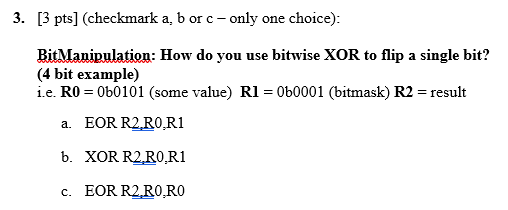 3. [3 pts] (checkmark a, b or c – only one choice):
BitManipulation: How do you use bitwise XOR to flip a single bit?
(4 bit example)
i.e. R0 = 0b0101 (some value) R1 = 0b0001 (bitmask) R2 = result
a. EOR R2,R0,R1
b. XOR R2,R0,R1
c. EOR R2,R0,R0